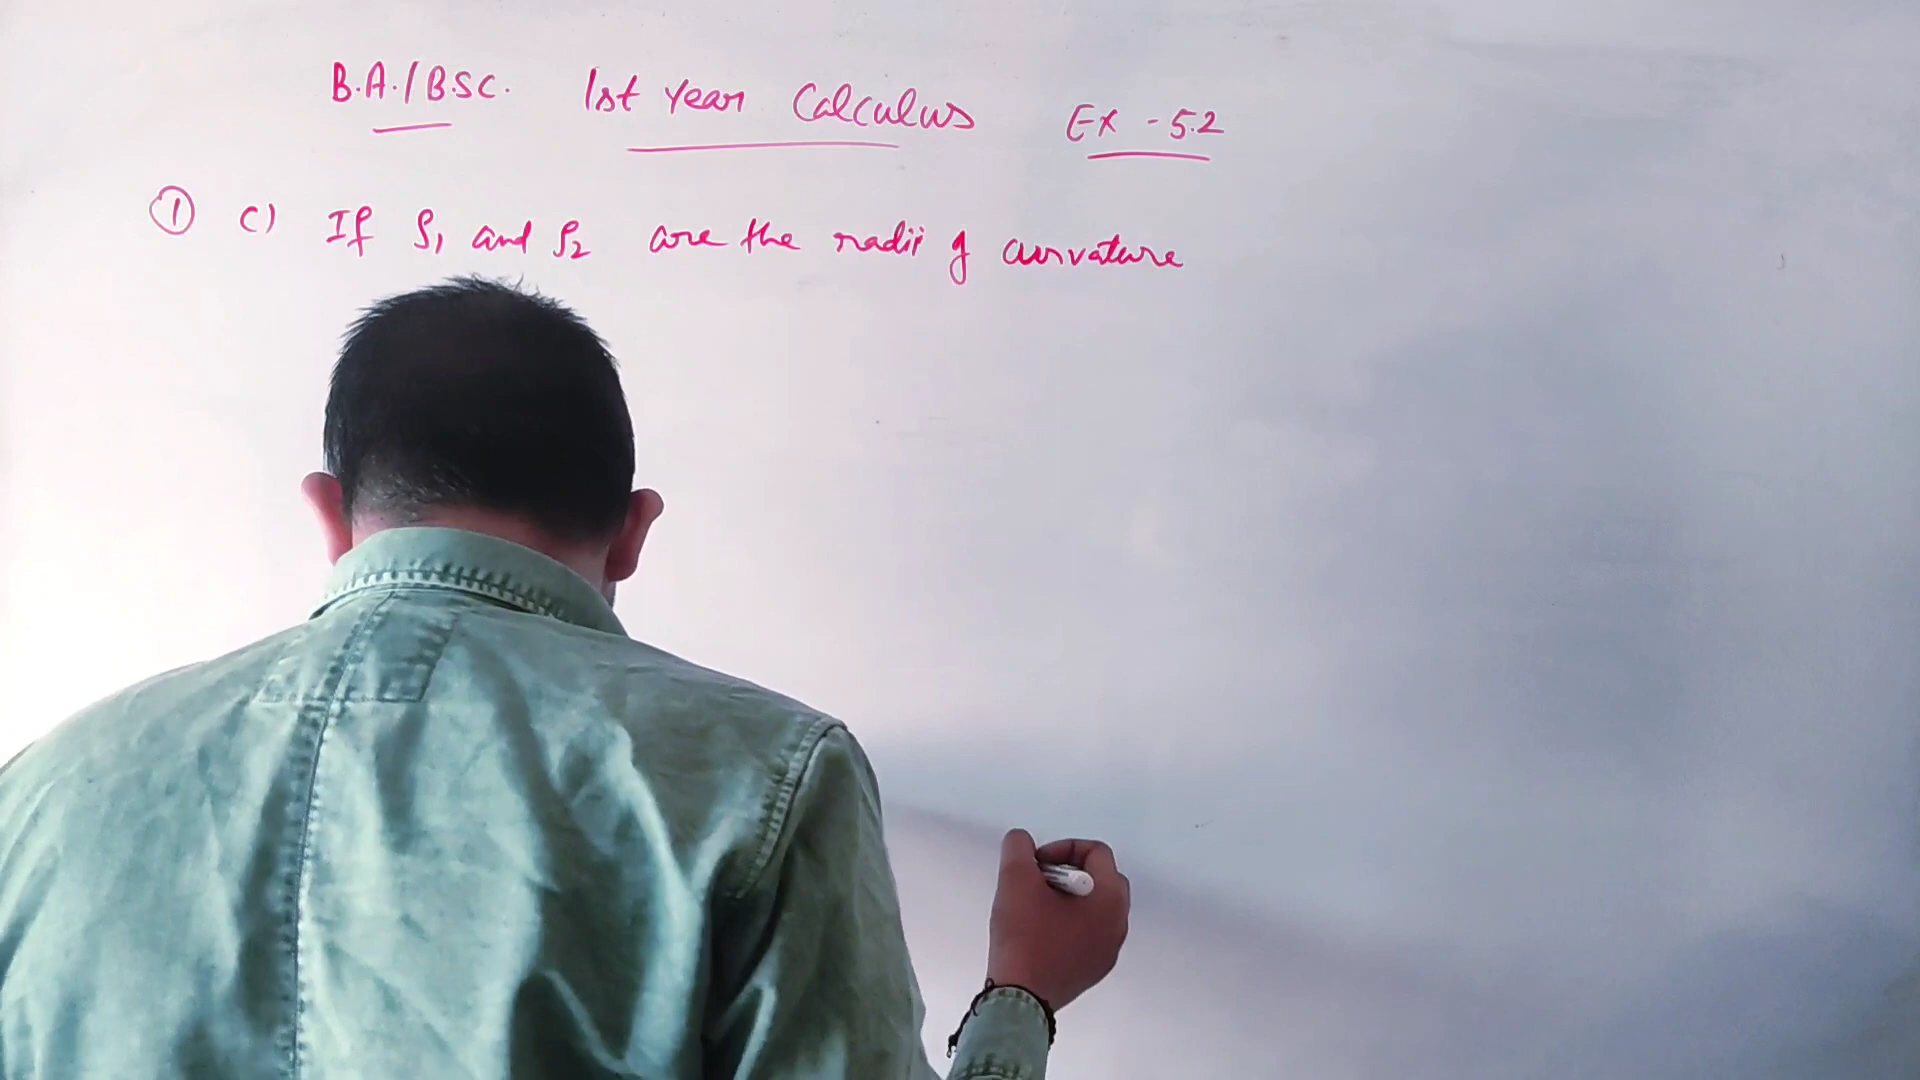 B.A./B.SC. 1st Year Calculus Ex - 5.2
① c) If ρ₁ and ρ₂ are the radii of curvature